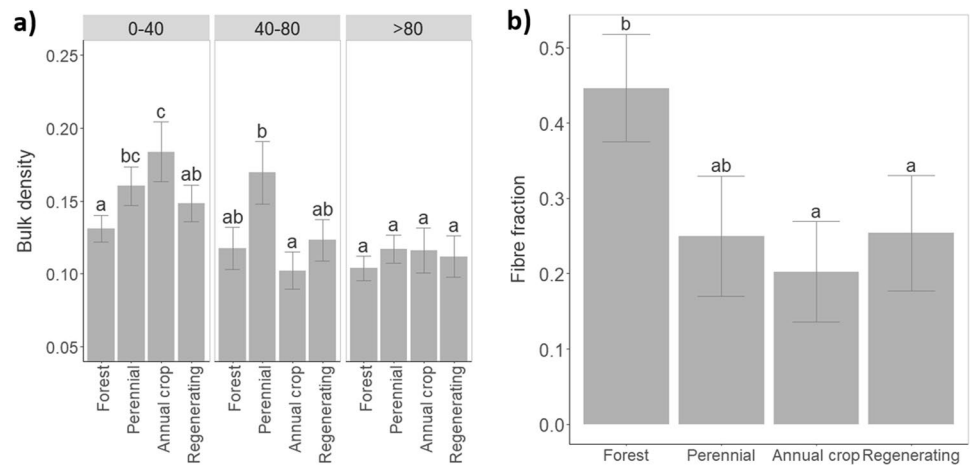 a)
0-40
40-80
>80
Bulk density
0.25
0.20
0.15
0.10
0.05
a
bc
c
ab
ab
b
a
ab
a
a
a
a
Forest
Perennial
Annual crop
Regenerating
Forest
Perennial
Annual crop
Regenerating
Forest
Perennial
Annual crop
Regenerating
b)
Fibre fraction
0.5
0.4
0.3
0.2
0.1
0.0
b
ab
a
a
Forest
Perennial
Annual crop
Regenerating